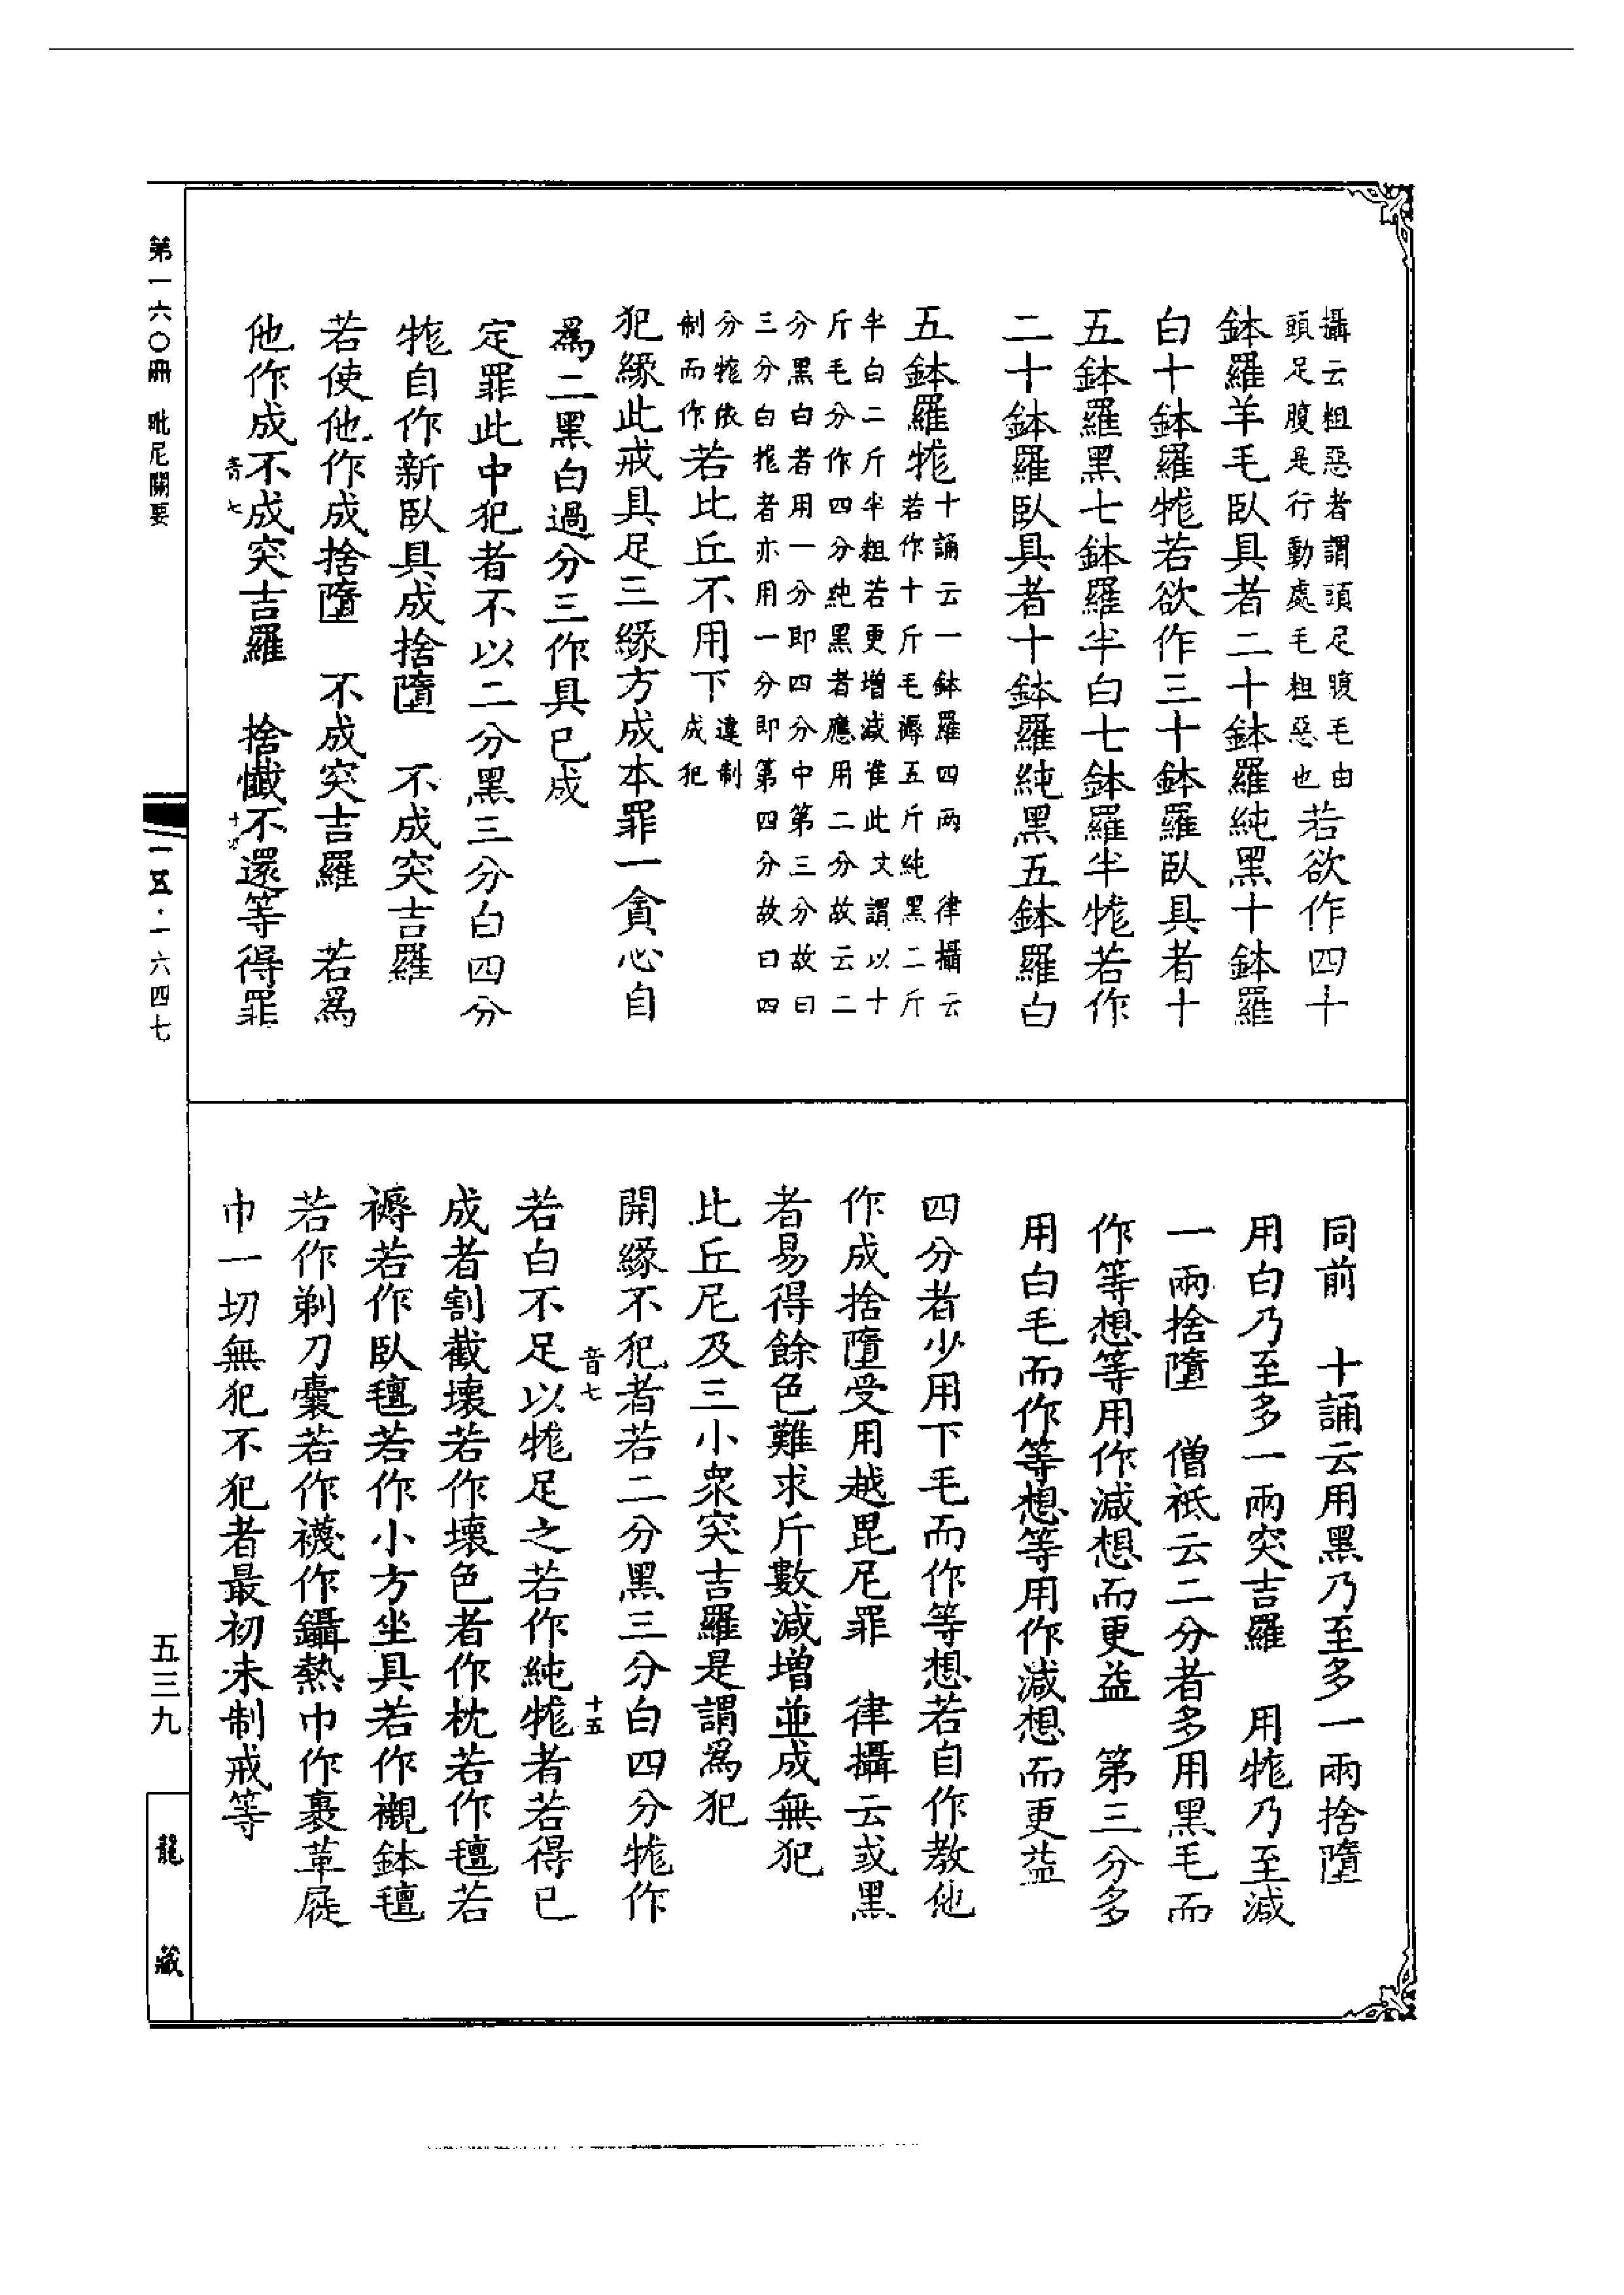 攝云粗惡者謂頭足腹毛由
頭足腹是行動處毛粗惡也若欲作四十
鉢羅羊毛臥具者二十鉢羅純黑十鉢羅
白十鉢羅牻若欲作三十鉢羅臥具者十
五鉢羅黑七鉢羅半白七鉢羅半牻若作
二十鉢羅臥具者十鉢羅純黑五鉢羅白
五鉢羅牻
十誦云一鉢羅四兩 律攝云
若作十斤毛褥五斤純黑二斤
半白二斤半粗若更增減准此文謂以十
斤毛分作四分純黑者應用二分故云二
分黑白者用一分即四分中第三分故曰
三分白牻者亦用一分即第四分故曰四
分牻依
制而作
若比丘不用下
違制
成犯
犯緣此戒具足三緣方成本罪一貪心自
為二黑白過分三作具已成
定罪此中犯者不以二分黑三分白四分
牻自作新臥具成捨墮 不成突吉羅
若使他作成捨墮 不成突吉羅 若為
他作成不成突吉羅 捨懺不還等得罪
音七
十四
同前 十誦云用黑乃至多一兩捨墮
用白乃至多一兩突吉羅 用牻乃至減
一兩捨墮 僧祇云二分者多用黑毛而
作等想等用作減想而更益 第三分多
用白毛而作等想等用作減想而更益
四分者少用下毛而作等想若自作教他
作成捨墮受用越毘尼罪 律攝云或黑
者易得餘色難求斤數減增並成無犯
此丘尼及三小眾突吉羅是謂為犯
開緣不犯者若二分黑三分白四分牻作
音七
十五
若白不足以牻足之若作純牻者若得已
成者割截壞若作壞色者作枕若作氈若
褥若作臥氈若作小方坐具若作襯鉢氈
若作剃刀囊若作襪作鑷熱巾作裹革屣
巾一切無犯不犯者最初未制戒等
第一六〇冊 毗尼關要
一五·一六四七
五三九
龍藏